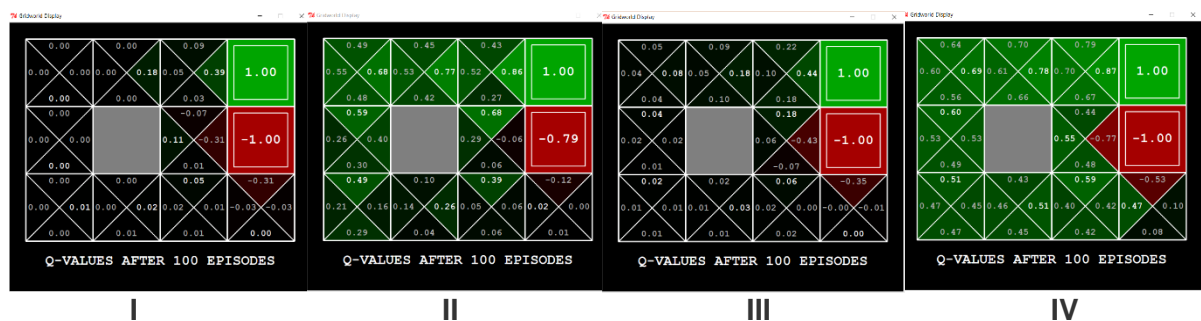 Gridworld Display
0.00 0.00 0.09
0.00 0.00 0.00 0.18 0.05 0.39 1.00
0.00 0.00 0.03
0.00 -0.07
0.00 0.00 0.11 -0.31 -1.00
0.00 0.01
0.00 0.00 0.05 -0.31
0.00 0.01 0.00 0.02 0.02 0.01 -0.03 -0.03
0.00 0.01 0.01 0.00
Q-VALUES AFTER 100 EPISODES
I
Gridworld Display
0.49 0.45 0.43
0.55 0.68 0.53 0.77 0.52 0.86 1.00
0.48 0.42 0.27
0.59 0.68
0.26 0.40 0.29 -0.06 -0.79
0.30 0.06
0.49 0.10 0.39 -0.12
0.21 0.16 0.14 0.26 0.05 0.06 0.02 0.00
0.29 0.04 0.06 0.01
Q-VALUES AFTER 100 EPISODES
II
Gridworld Display
0.05 0.09 0.22
0.04 0.08 0.05 0.18 0.10 0.44 1.00
0.04 0.10 0.18
0.04 0.18
0.02 0.02 0.06 -0.43 -1.00
0.01 -0.07
0.02 0.02 0.06 -0.35
0.01 0.01 0.01 0.03 0.02 0.00 -0.00 -0.01
0.01 0.01 0.02 0.00
Q-VALUES AFTER 100 EPISODES
III
Gridworld Display
0.64 0.70 0.79
0.60 0.69 0.61 0.78 0.70 0.87 1.00
0.56 0.66 0.67
0.60 0.44
0.53 0.53 0.55 -0.77 -1.00
0.49 0.48
0.51 0.43 0.59 -0.53
0.47 0.45 0.46 0.51 0.40 0.42 0.47 0.10
0.47 0.45 0.42 0.08
Q-VALUES AFTER 100 EPISODES
IV